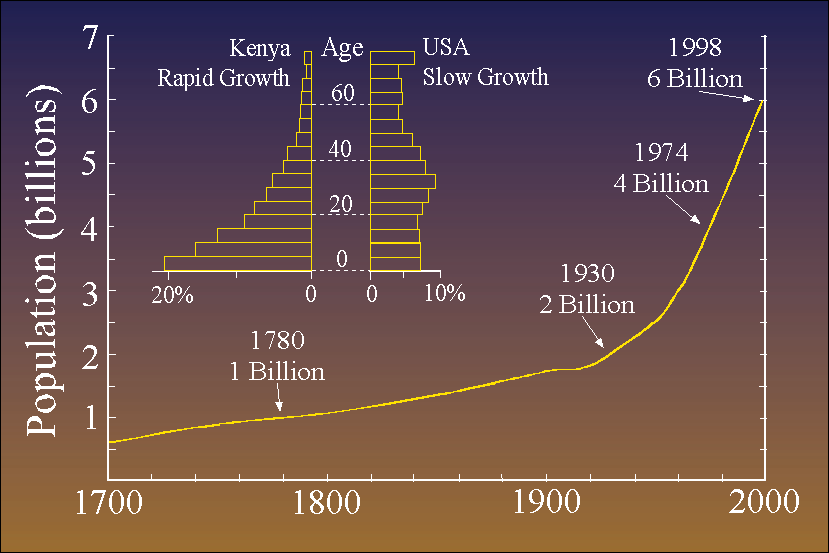 Population (billions)
7
6
5
4
3
2
1
1700
1800
1900
2000
Kenya
Rapid Growth
Age
USA
Slow Growth
60
40
20
0
20%
0
0
10%
1780
1 Billion
1930
2 Billion
1974
4 Billion
1998
6 Billion